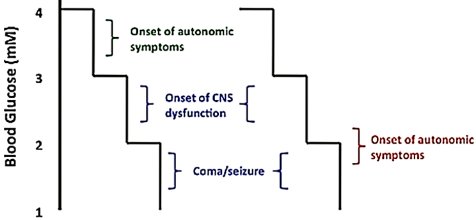 Blood Glucose (mM)
4
3
2
1
Onset of autonomic
symptoms
Onset of CNS
dysfunction
Coma/seizure
Onset of autonomic
symptoms